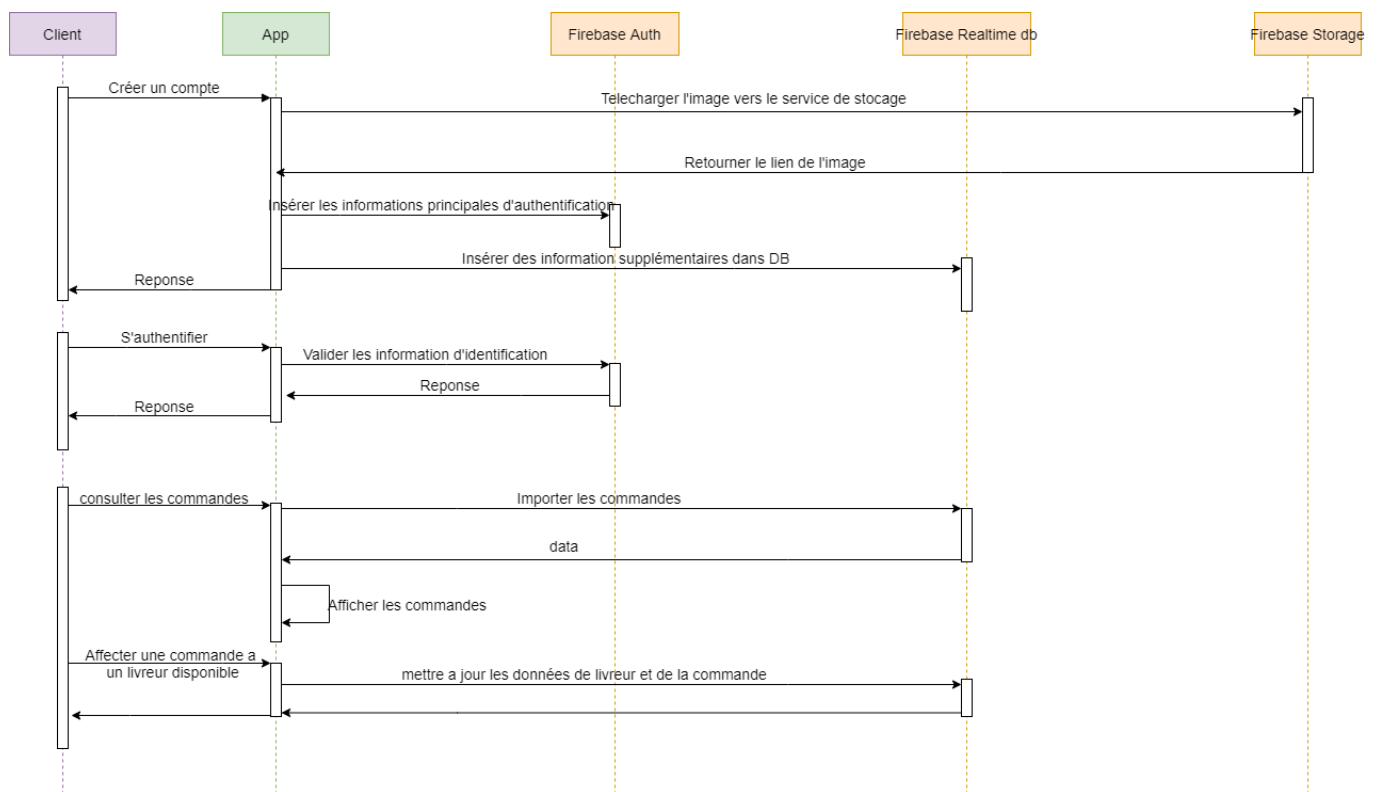 Client
App
Firebase Auth
Firebase Realtime db
Firebase Storage
Créer un compte
Telecharger l'image vers le service de stocage
Retourner le lien de l'image
Insérer les informations principales d'authentification
Insérer des information supplémentaires dans DB
Reponse
S'authentifier
Valider les information d'identification
Reponse
Reponse
consulter les commandes
Importer les commandes
data
Afficher les commandes
Affecter une commande a
un livreur disponible
mettre a jour les données de livreur et de la commande